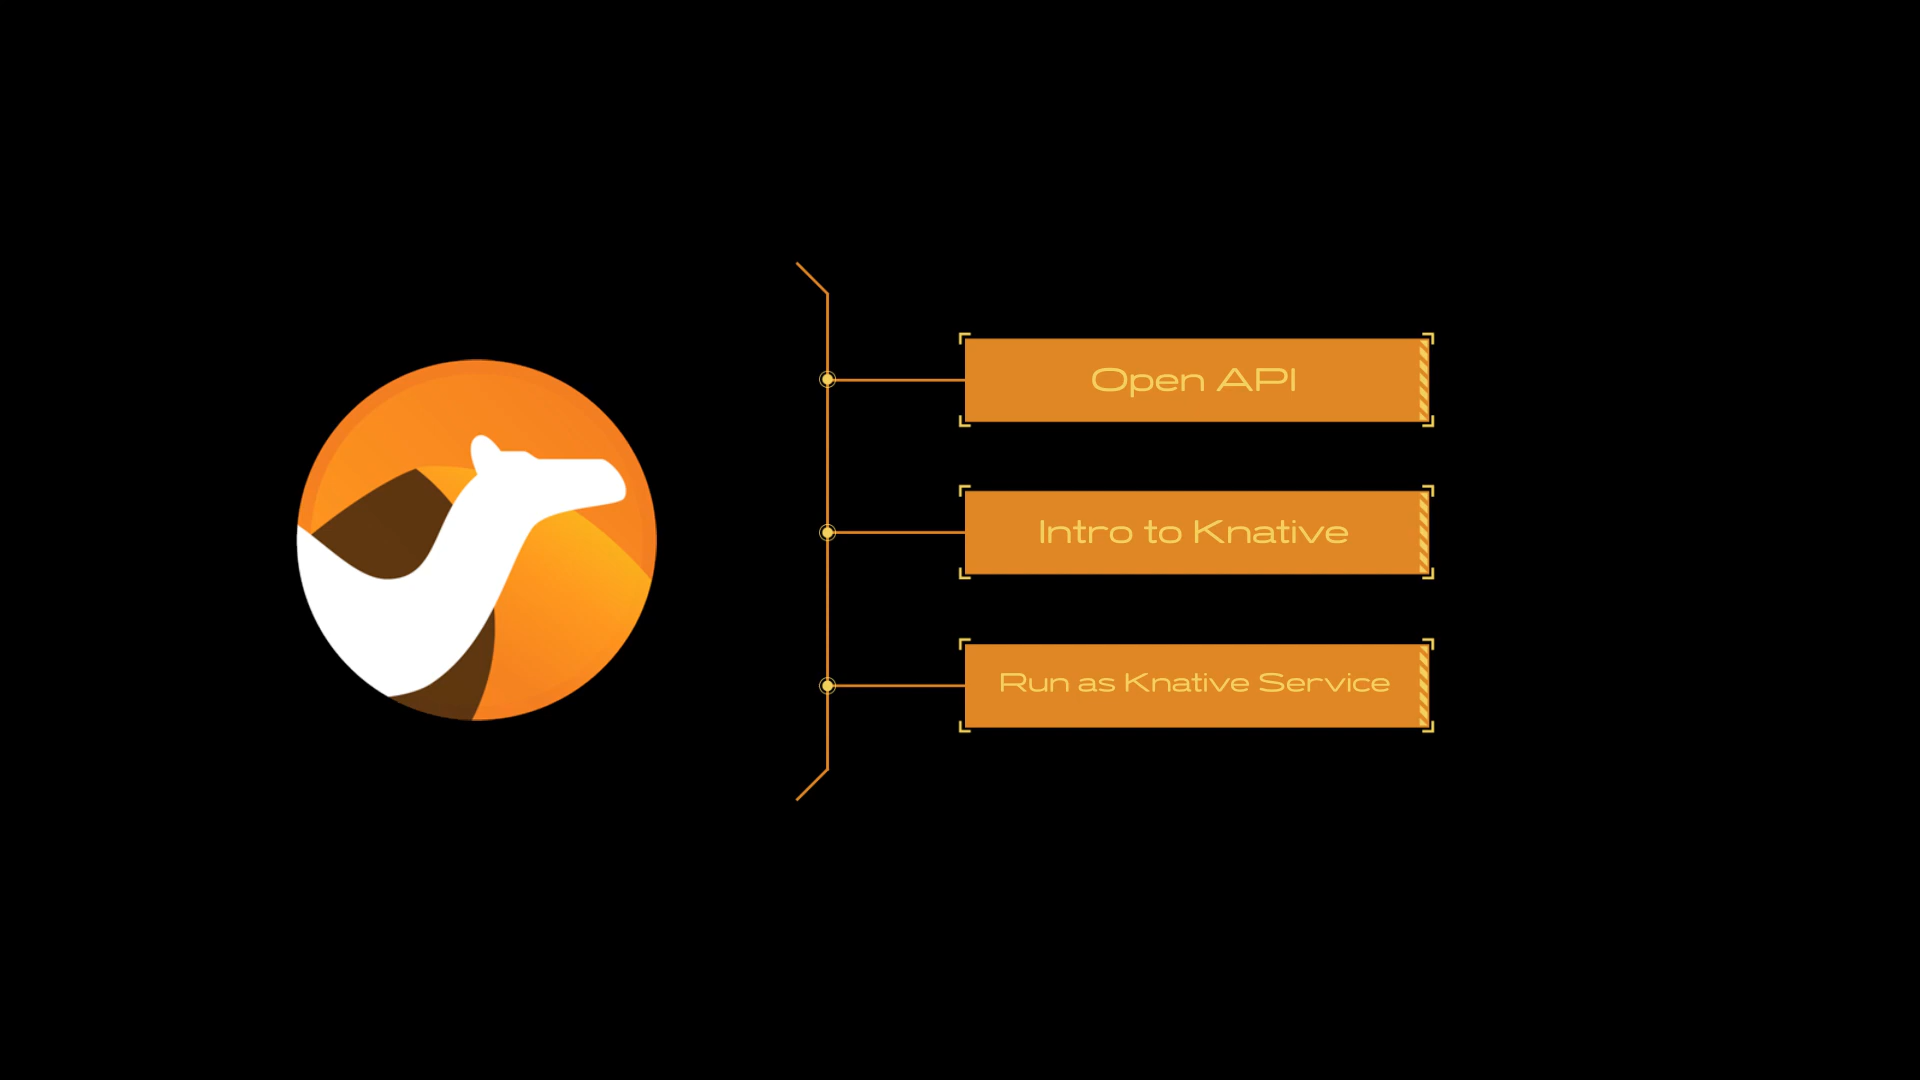 Open API
Intro to Knative
Run as Knative Service